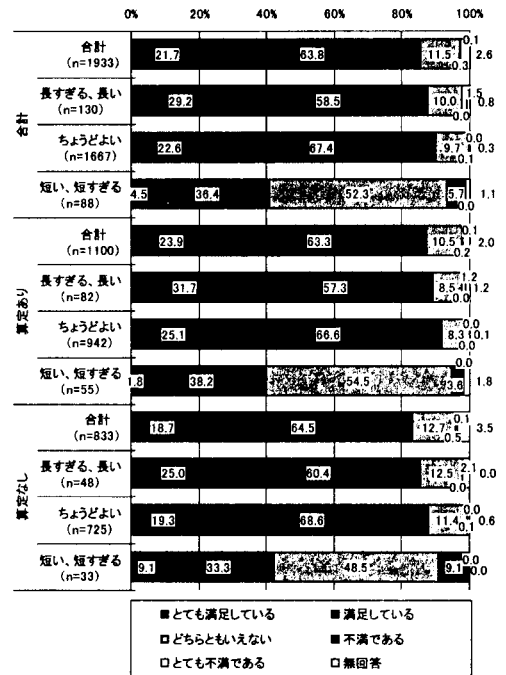 0% 20% 40% 60% 80% 100%
合計
合計
(n=1933)
21.7 63.8 11.5 0.3 0.1 2.6
長すぎる、長い
(n=130)
29.2 58.5 10.0 0.0 1.5 0.8
ちょうどよい
(n=1667)
22.6 67.4 9.7 0.1 0.0 0.3
短い、短すぎる
(n=88)
4.5 36.4 52.3 5.7 0.0 1.1
算定あり
合計
(n=1100)
23.9 63.3 10.5 0.2 0.1 2.0
長すぎる、長い
(n=82)
31.7 57.3 8.5 0.0 1.2 1.2
ちょうどよい
(n=942)
25.1 66.6 8.3 0.0 0.1
短い、短すぎる
(n=55)
1.8 38.2 54.5 3.6 0.0 1.8
算定なし
合計
(n=833)
18.7 64.5 12.7 0.5 0.1 3.5
長すぎる、長い
(n=48)
25.0 60.4 12.5 0.0 2.1 0.0
ちょうどよい
(n=725)
19.3 68.6 11.4 0.1 0.0 0.6
短い、短すぎる
(n=33)
9.1 33.3 48.5 9.1 0.0 0.0
とても満足している 満足している
どちらともいえない 不満である
とても不満である 無回答